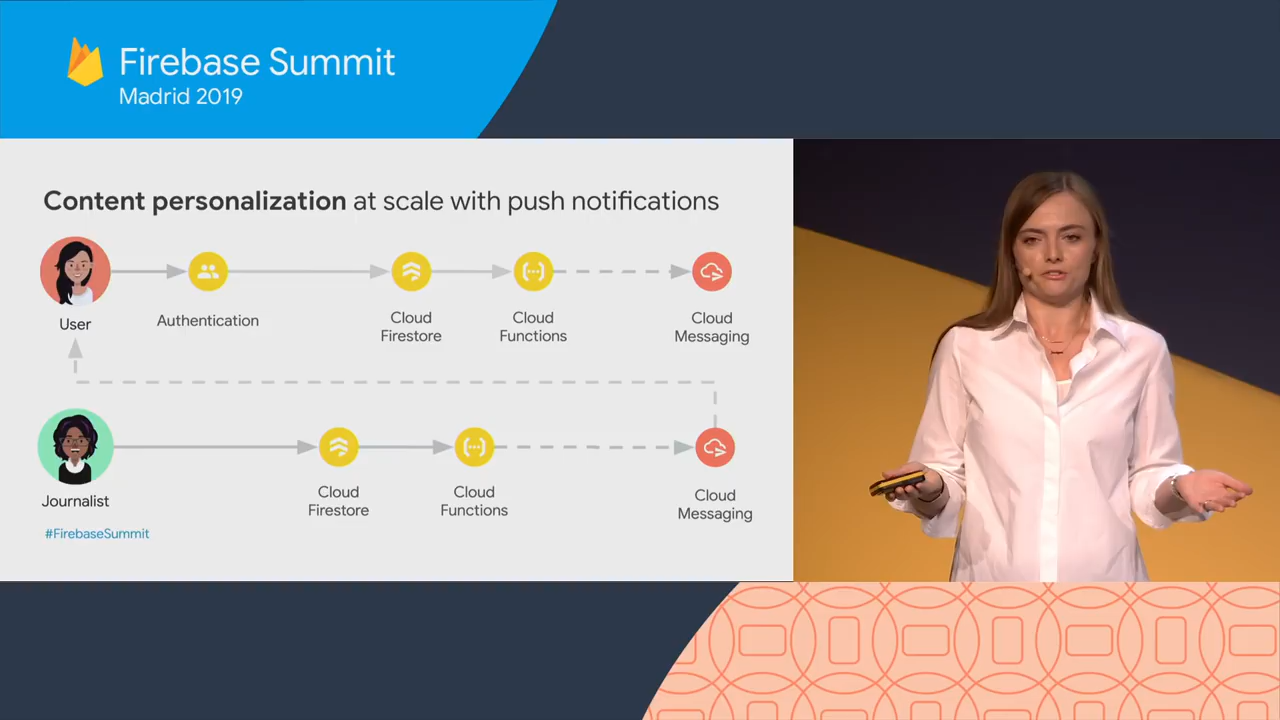 Firebase Summit
Madrid 2019
Content personalization at scale with push notifications
User
Authentication
Cloud
Firestore
Cloud
Functions
Cloud
Messaging
Journalist
Cloud
Firestore
Cloud
Functions
Cloud
Messaging
#FirebaseSummit